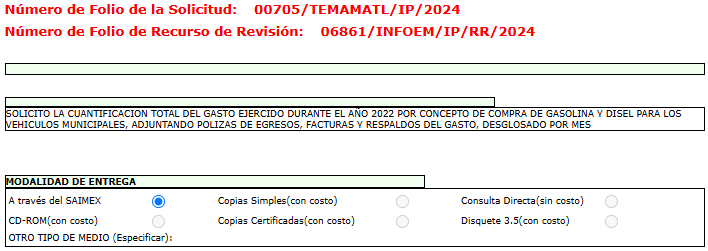 Número de Folio de la Solicitud: 00705/TEMAMATL/IP/2024
Número de Folio de Recurso de Revisión: 06861/INFOEM/IP/RR/2024
SOLICITO LA CUANTIFICACION TOTAL DEL GASTO EJERCIDO DURANTE EL AÑO 2022 POR CONCEPTO DE COMPRA DE GASOLINA Y DISEL PARA LOS
VEHICULOS MUNICIPALES, ADJUNTANDO POLIZAS DE EGRESOS, FACTURAS Y RESPALDOS DEL GASTO, DESGLOSADO POR MES
MODALIDAD DE ENTREGA
A través del SAIMEX Copias Simples(con costo) Consulta Directa(sin costo)
CD-ROM(con costo) Copias Certificadas(con costo) Disquete 3.5(con costo)
OTRO TIPO DE MEDIO (Especificar):